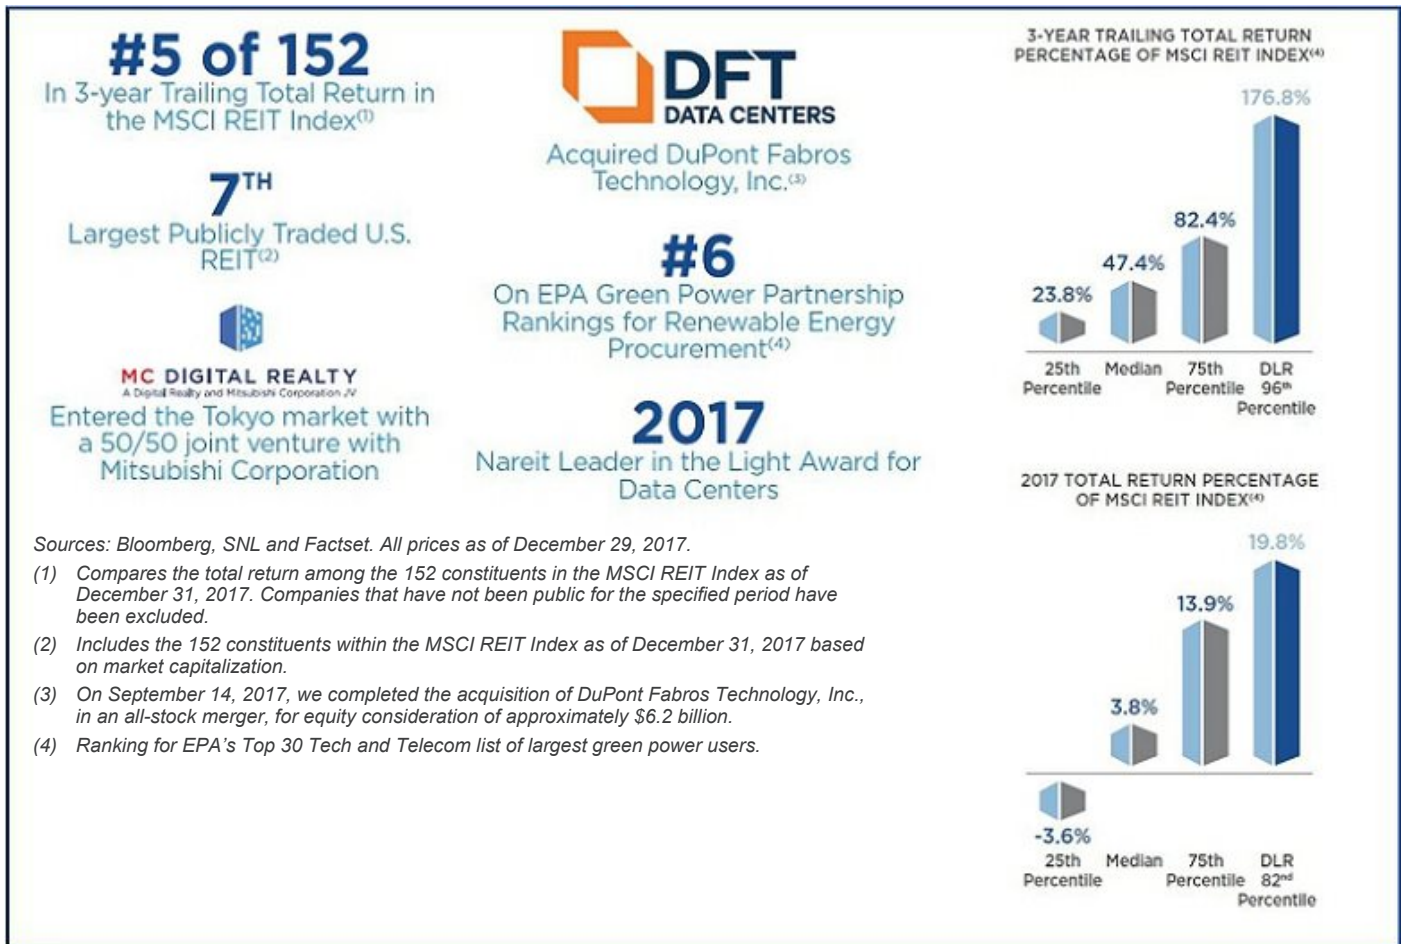 #5 of 152
In 3-year Trailing Total Return in
the MSCI REIT Index(1)
7TH
Largest Publicly Traded U.S.
REIT(2)
MC DIGITAL REALTY
A Digital Realty and Mitsubishi Corporation JV
Entered the Tokyo market with
a 50/50 joint venture with
Mitsubishi Corporation
DFT
DATA CENTERS
Acquired DuPont Fabros
Technology, Inc.(3)
#6
On EPA Green Power Partnership
Rankings for Renewable Energy
Procurement(4)
2017
Nareit Leader in the Light Award for
Data Centers
3-YEAR TRAILING TOTAL RETURN
PERCENTAGE OF MSCI REIT INDEX(4)
176.8%
82.4%
47.4%
23.8%
25th Median 75th DLR
Percentile Percentile 96th
Percentile
2017 TOTAL RETURN PERCENTAGE
OF MSCI REIT INDEX(4)
19.8%
13.9%
3.8%
-3.6%
25th Median 75th DLR
Percentile Percentile 82nd
Percentile
Sources: Bloomberg, SNL and Factset. All prices as of December 29, 2017.
(1) Compares the total return among the 152 constituents in the MSCI REIT Index as of
December 31, 2017. Companies that have not been public for the specified period have
been excluded.
(2) Includes the 152 constituents within the MSCI REIT Index as of December 31, 2017 based
on market capitalization.
(3) On September 14, 2017, we completed the acquisition of DuPont Fabros Technology, Inc.,
in an all-stock merger, for equity consideration of approximately $6.2 billion.
(4) Ranking for EPA’s Top 30 Tech and Telecom list of largest green power users.